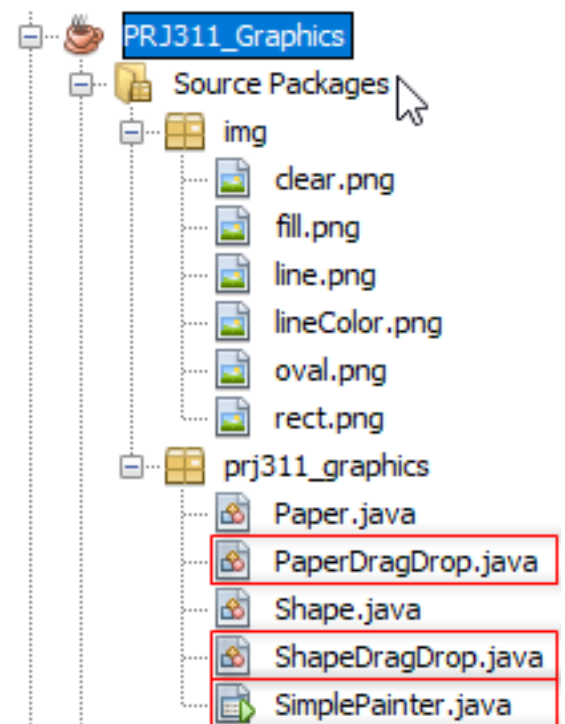 PRJ311_Graphics
Source Packages
img
clear.png
fill.png
line.png
lineColor.png
oval.png
rect.png
prj311_graphics
Paper.java
PaperDragDrop.java
Shape.java
ShapeDragDrop.java
SimplePainter.java